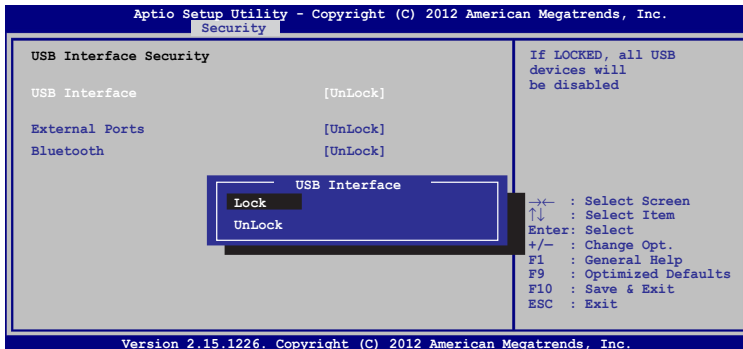 Aptio Setup Utility - Copyright (C) 2012 American Megatrends, Inc.
Security
USB Interface Security
USB Interface [UnLock]
External Ports [UnLock]
Bluetooth [UnLock]
USB Interface
Lock
UnLock
If LOCKED, all USB
devices will
be disabled
→← : Select Screen
↑↓ : Select Item
Enter: Select
+/— : Change Opt.
F1 : General Help
F9 : Optimized Defaults
F10 : Save & Exit
ESC : Exit
Version 2.15.1226. Copyright (C) 2012 American Megatrends, Inc.